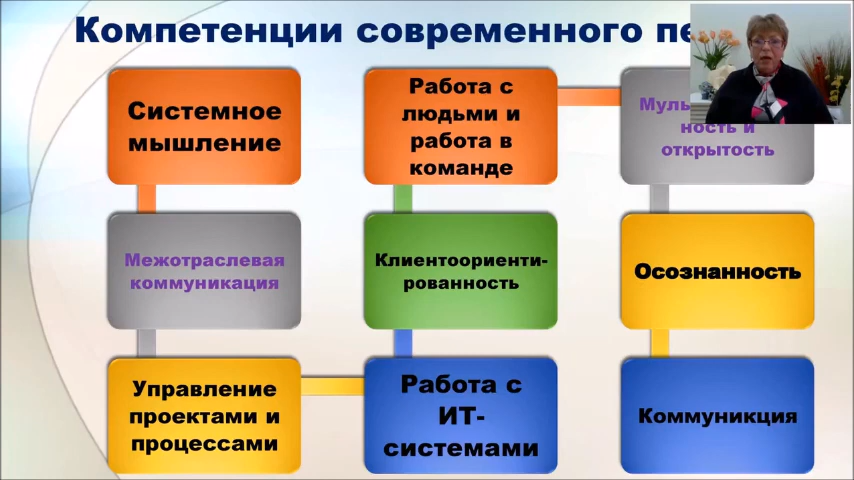 Компетенции современного
Системное
мышление
Работа с
людьми и
работа в
команде
ность и
открытость
Межотраслевая
коммуникация
Клиентоориенти-
рованность
Осознанность
Управление
проектами и
процессами
Работа с
ИТ-
системами
Коммуникция